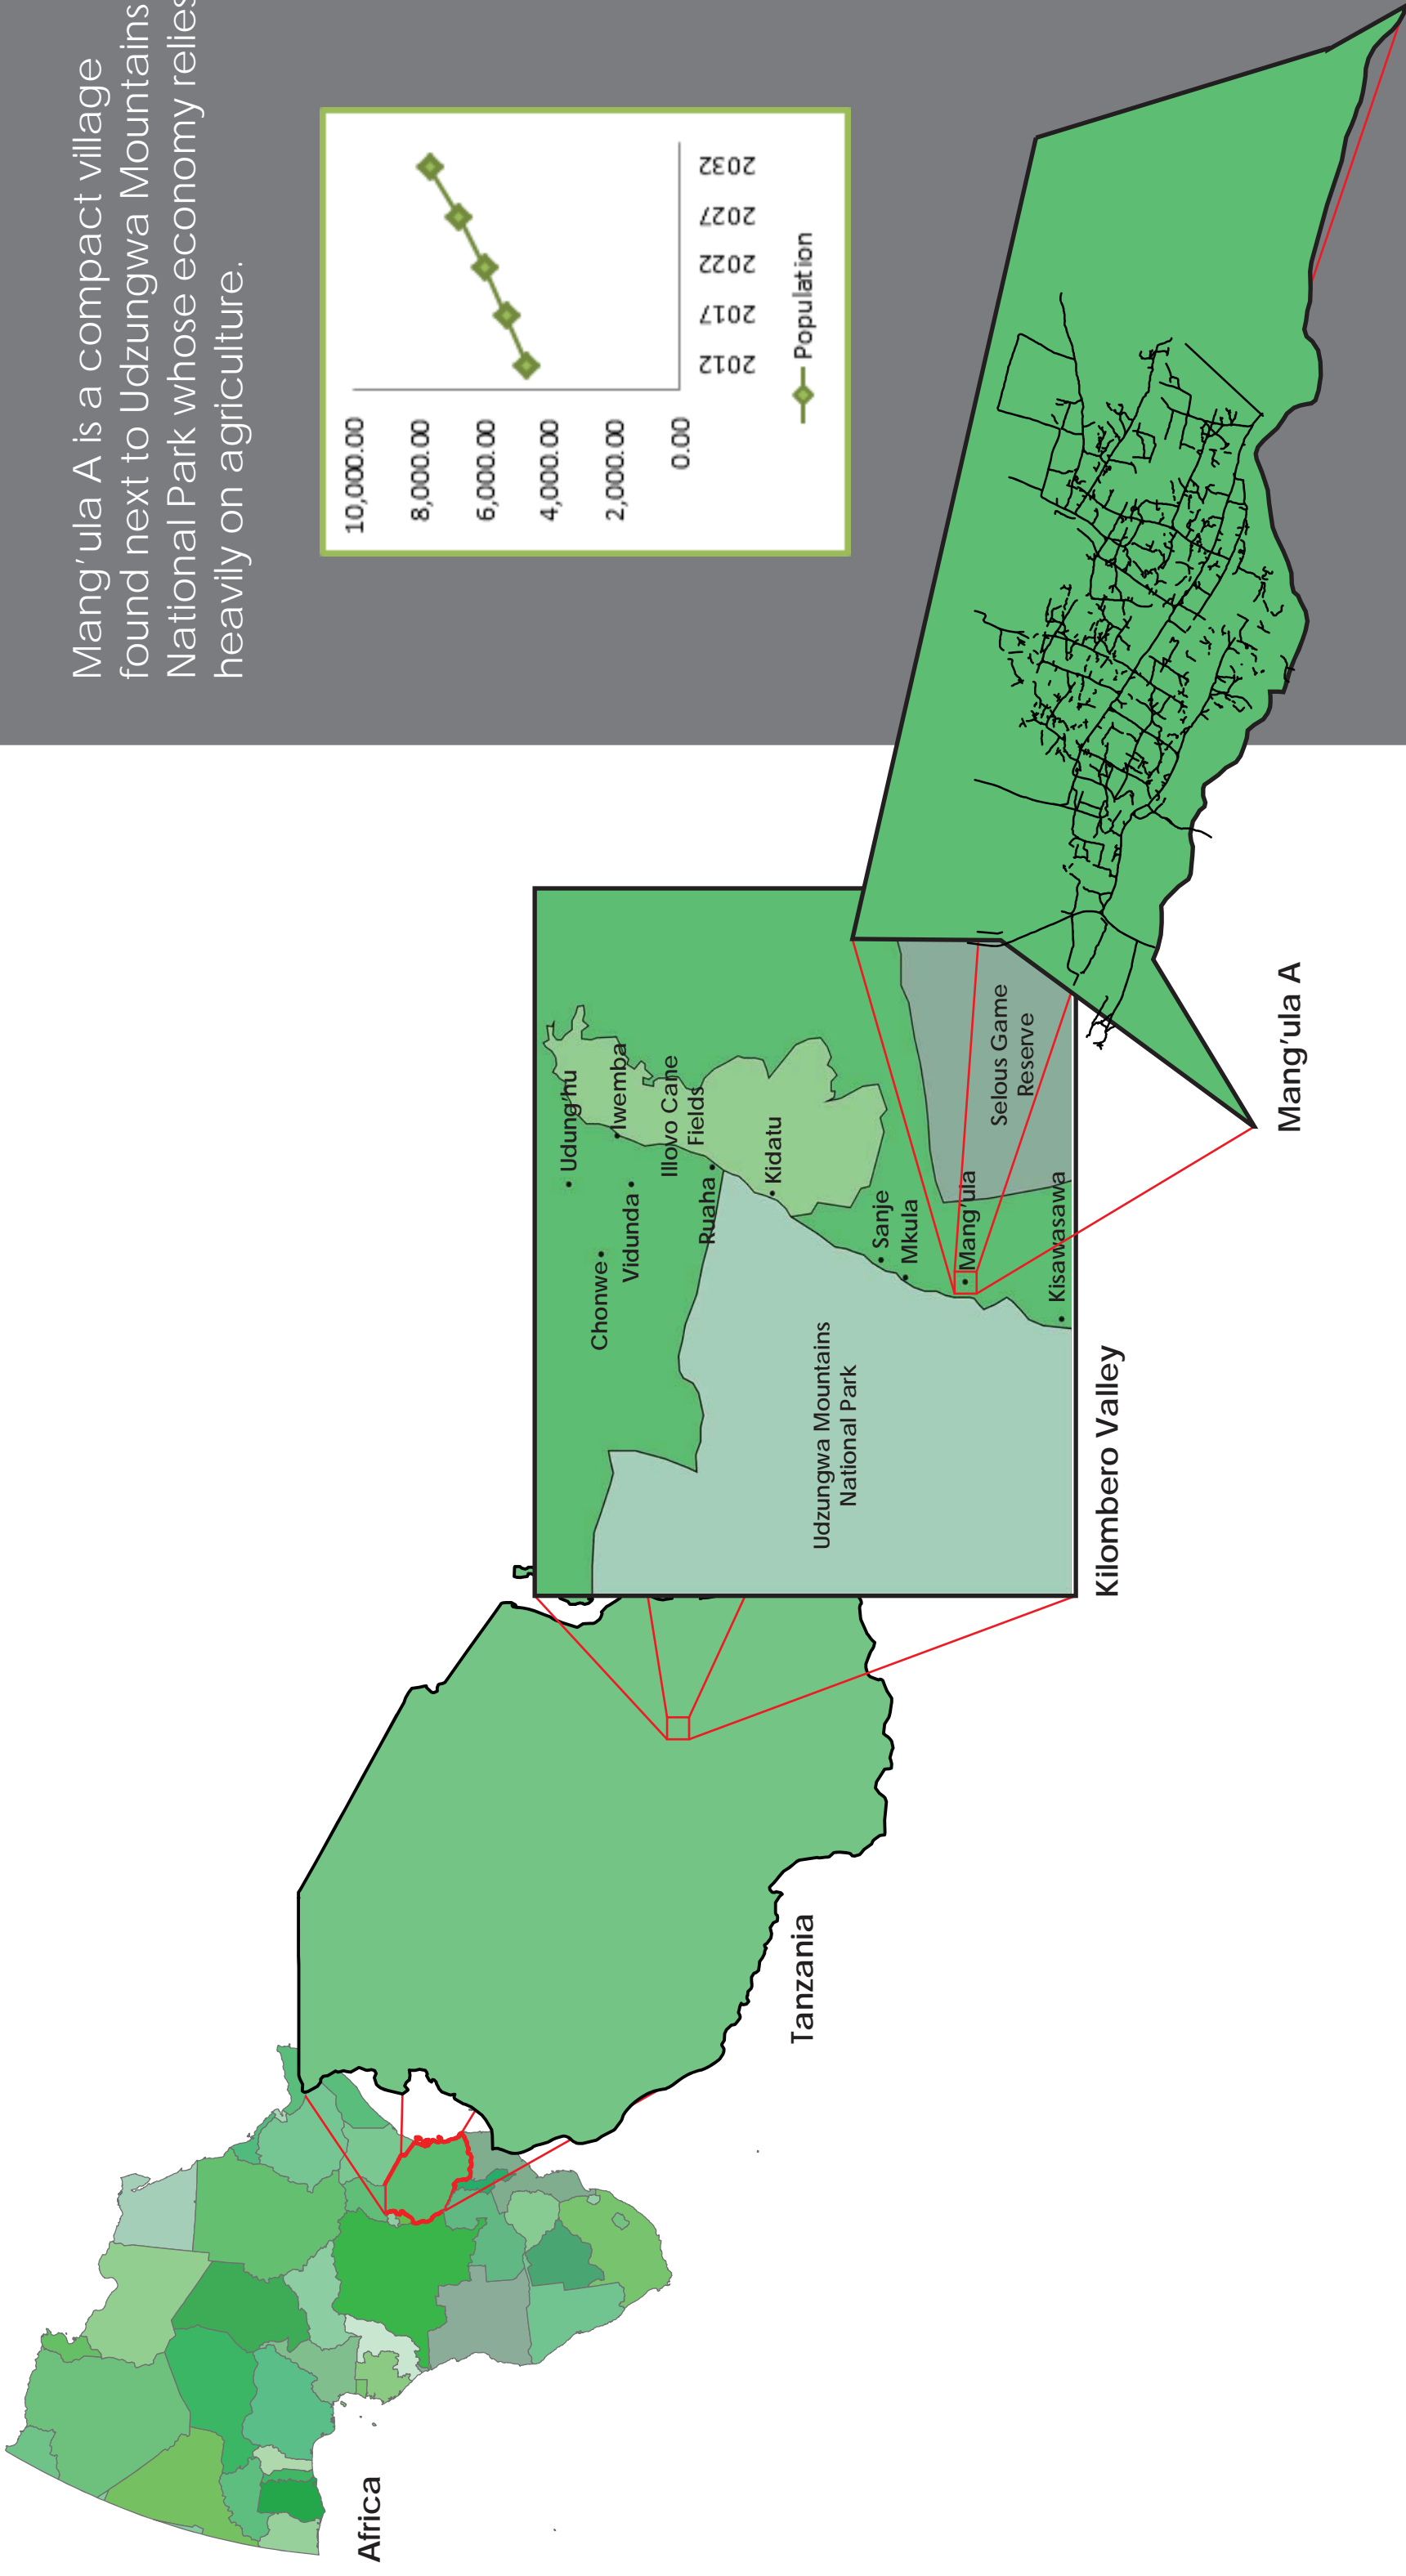 Mang'ula A is a compact village
found next to Udzungwa Mountains
National Park whose economy relies
heavily on agriculture.
10,000.00
8,000.00
6,000.00
4,000.00
2,000.00
0.00
2012
2017
2022
2027
2032
Population
Africa
Tanzania
Kilombero Valley
Udung'hu
Iwemba
Chonwe
Vidunda
Illovo Cane
Fields
Ruaha
Kidatu
Udzungwa Mountains
National Park
Sanje
Mkula
Mang'ula
Selous Game
Reserve
Kisawasawa
Mang'ula A